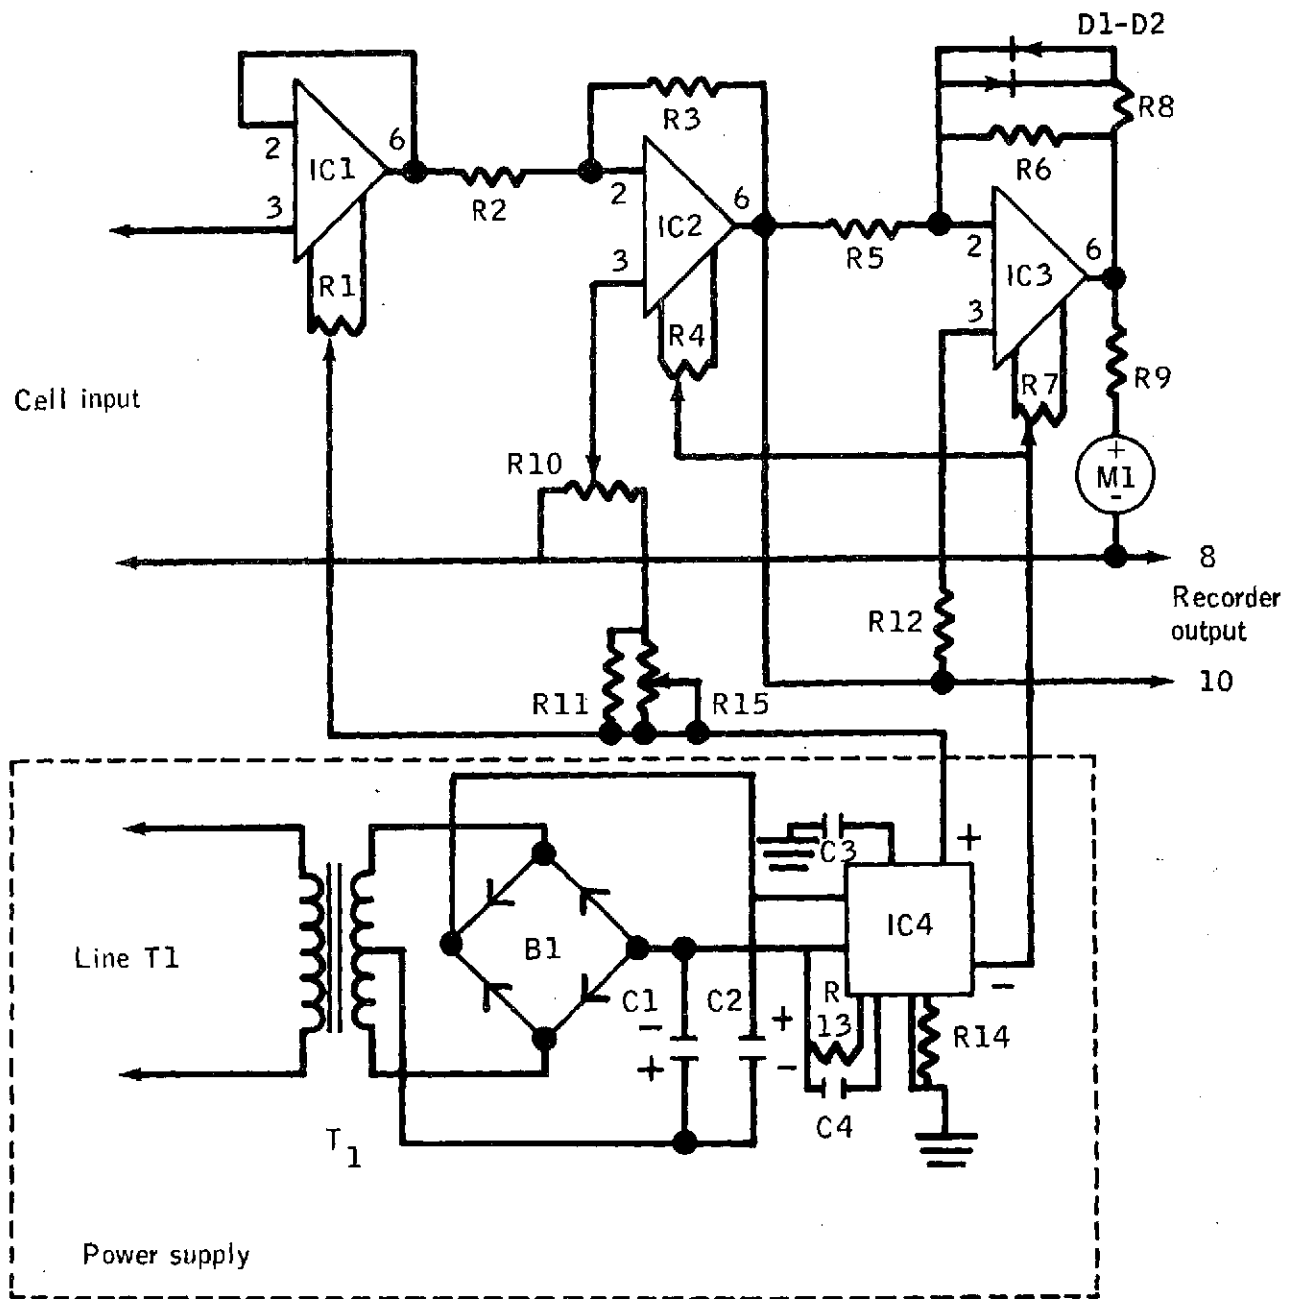 D1-D2
R3
R8
2
6
IC1
R6
R2
2
6
IC2
3
R5
2
6
IC3
3
R1
3
R4
R7
R9
Cell input
R10
+
M1
-
8
Recorder
output
R12
10
R11
R15
C3
+
IC4
Line T1
B1
C1
C2
R
13
-
+
-
+
-
R14
C4
T1
Power supply